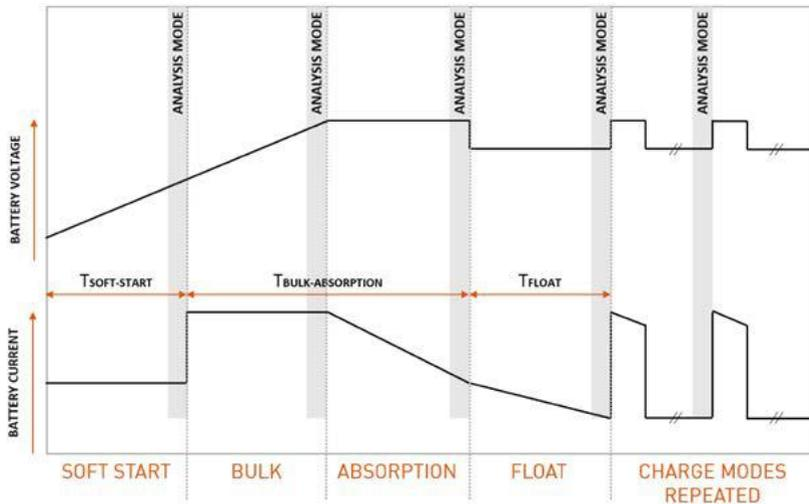 ANALYSIS MODE
ANALYSIS MODE
ANALYSIS MODE
ANALYSIS MODE
ANALYSIS MODE
BATTERY VOLTAGE
TSOFT-START
TBULK-ABSORPTION
TFLOAT
BATTERY CURRENT
SOFT START
BULK
ABSORPTION
FLOAT
CHARGE MODES
REPEATED